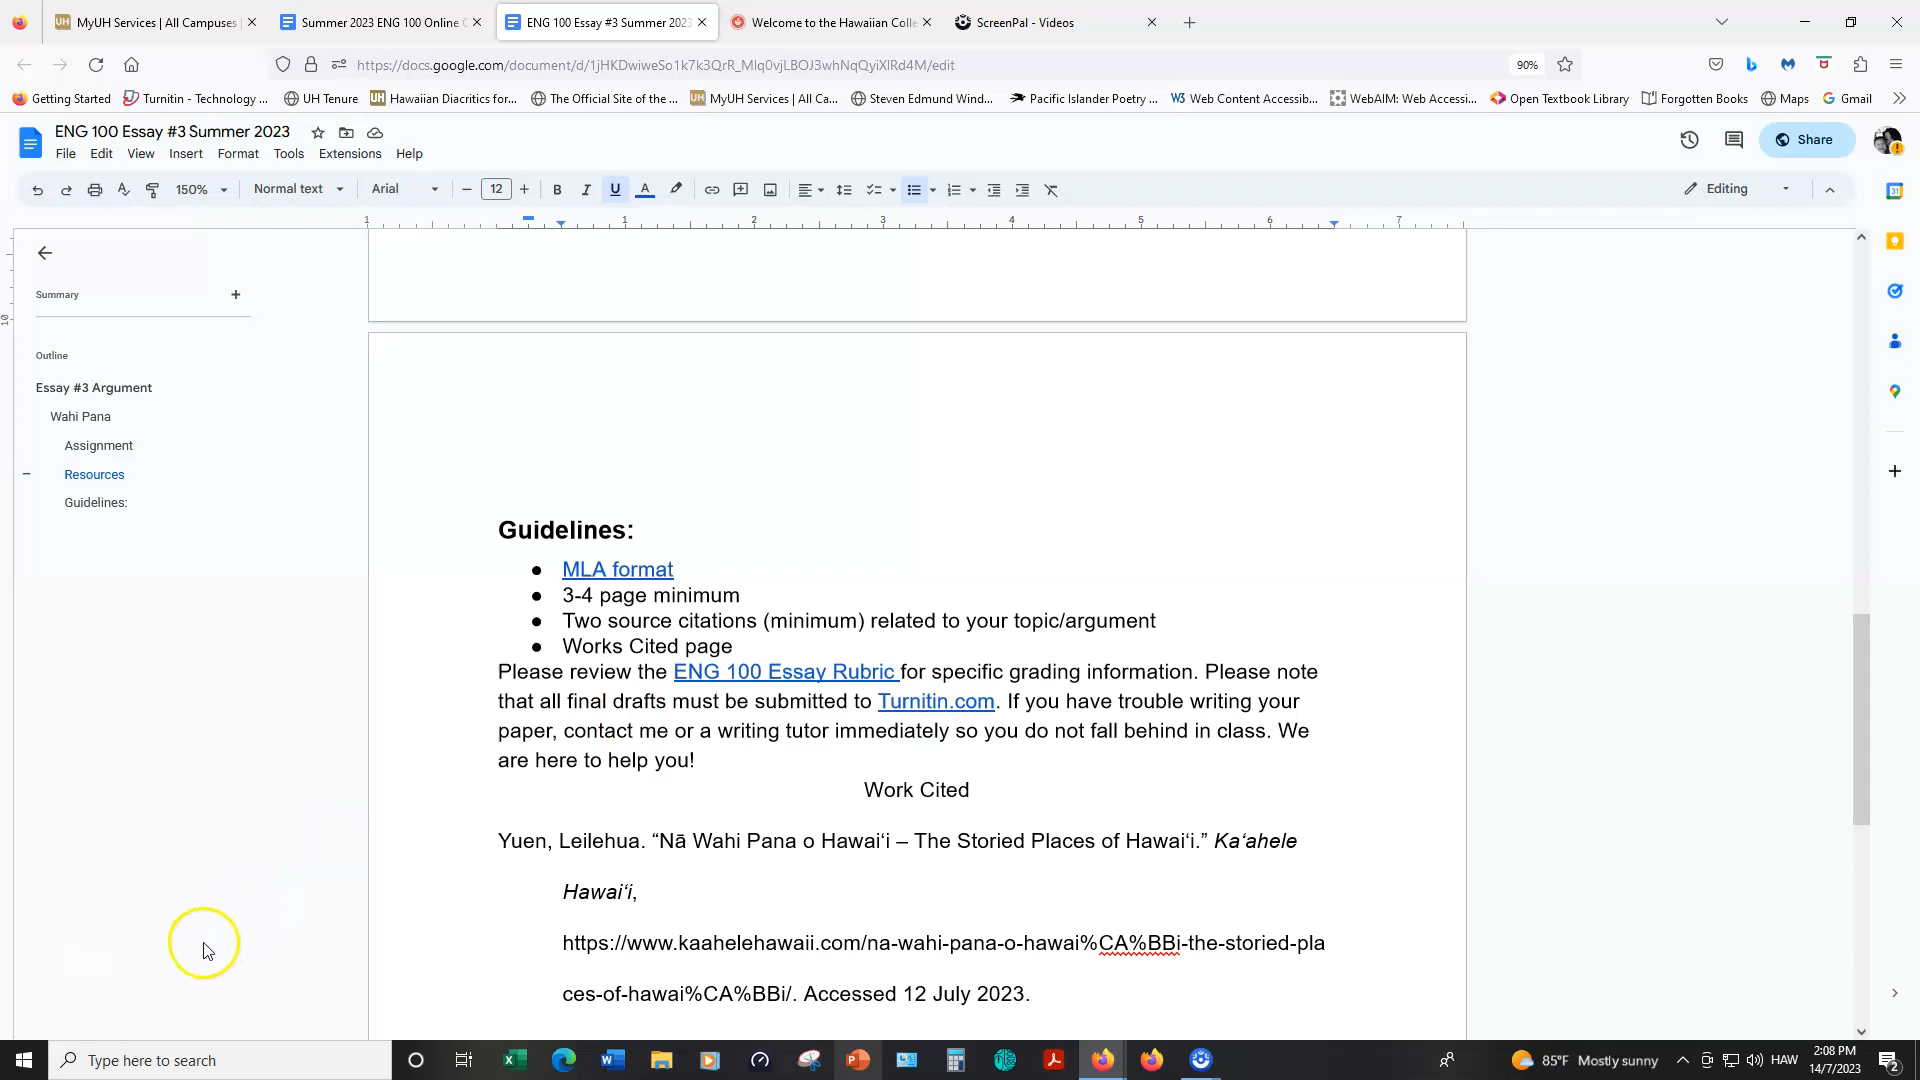 MyUH Services | All Campuses
Summer 2023 ENG 100 Online C
ENG 100 Essay #3 Summer 2023
Welcome to the Hawaiian Colle
ScreenPal - Videos
https://docs.google.com/document/d/1jHKDwiweSo1k7k3QrR_MIq0vjLBOJ3whNqQyiXlRd4M/edit
90%
Getting Started
Turnitin - Technology ...
UH Tenure
Hawaiian Diacritics for...
The Official Site of the ...
MyUH Services | All Ca...
Steven Edmund Wind...
Pacific Islander Poetry ...
Web Content Accessib...
WebAIM: Web Accessi...
Open Textbook Library
Forgotten Books
Maps
Gmail
ENG 100 Essay #3 Summer 2023
File Edit View Insert Format Tools Extensions Help
Share
150% Normal text Arial 12 Editing
1 1 2 3 4 5 6 7
10
Summary
Outline
Essay #3 Argument
Wahi Pana
Assignment
Resources
Guidelines:
Guidelines:
● MLA format
● 3-4 page minimum
● Two source citations (minimum) related to your topic/argument
● Works Cited page
Please review the ENG 100 Essay Rubric for specific grading information. Please note
that all final drafts must be submitted to Turnitin.com. If you have trouble writing your
paper, contact me or a writing tutor immediately so you do not fall behind in class. We
are here to help you!
Work Cited
Yuen, Leilehua. “Nā Wahi Pana o Hawaiʻi – The Storied Places of Hawaiʻi.” Kaʻahele
Hawaiʻi,
https://www.kaahelehawaii.com/na-wahi-pana-o-hawai%CA%BBi-the-storied-pla
ces-of-hawai%CA%BBi/. Accessed 12 July 2023.
Type here to search
85°F Mostly sunny
HAW
2:08 PM
14/7/2023
2